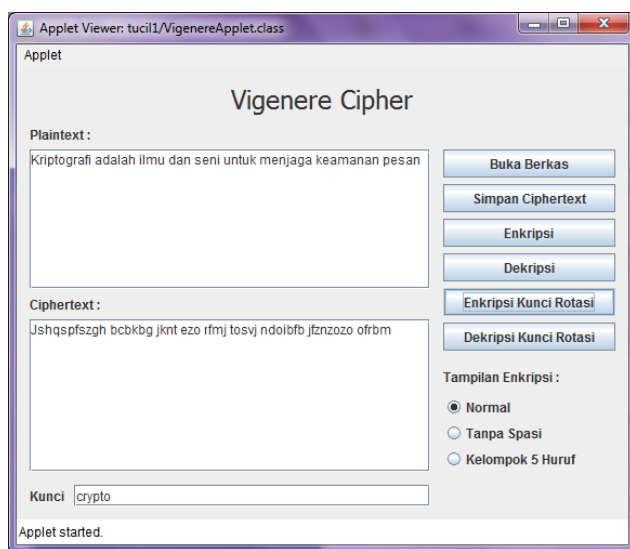 Applet Viewer: tucil1/VigenereApplet.class
Applet
Vigenere Cipher
Plaintext :
Kriptografi adalah ilmu dan seni untuk menjaga keamanan pesan
Buka Berkas
Simpan Ciphertext
Enkripsi
Dekripsi
Ciphertext :
Enkripsi Kunci Rotasi
Jshqspfszgh bcbkbg jknt ezo rfmj tosvj ndoibfb jfznzozo ofrbm
Dekripsi Kunci Rotasi
Tampilan Enkripsi :
Normal
Tanpa Spasi
Kelompok 5 Huruf
Kunci crypto
Applet started.